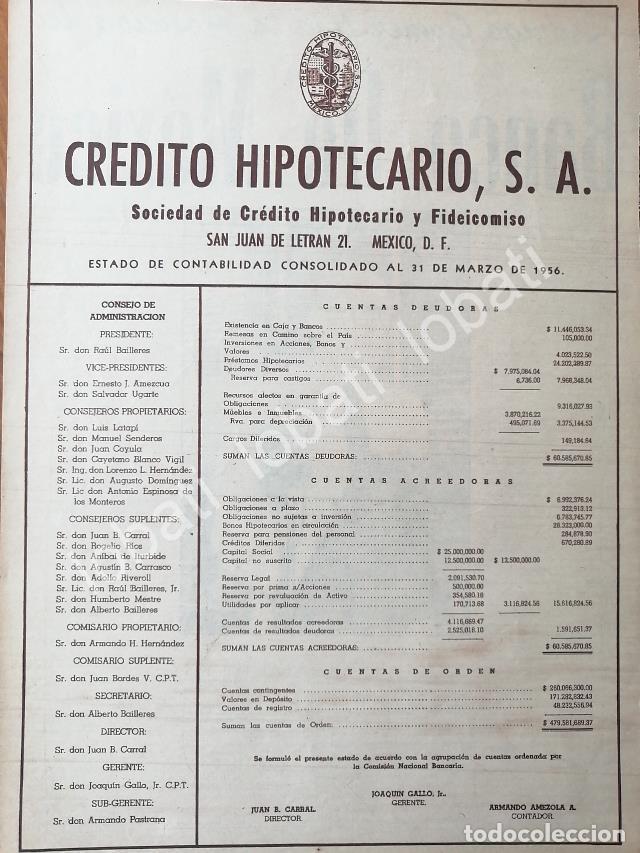 CREDITO HIPOTECARIO, S.A.
MEXICO, D.F.
CREDITO HIPOTECARIO, S. A.
Sociedad de Crédito Hipotecario y Fideicomiso
SAN JUAN DE LETRAN 21. MEXICO, D. F.
ESTADO DE CONTABILIDAD CONSOLIDADO AL 31 DE MARZO DE 1956.
CONSEJO DE
ADMINISTRACION
PRESIDENTE:
Sr. don Raúl Bailleres
VICE-PRESIDENTES:
Sr. don Ernesto J. Amezcua
Sr. don Salvador Ugarte
CONSEJEROS PROPIETARIOS:
Sr. don Luis Latapí
Sr. don Manuel Senderos
Sr. don Juan Coyula
Sr. don Cayetano Blanco Vigil
Sr. Ing. don Lorenzo L. Hernández
Sr. Lic. don Augusto Domínguez
Sr. Lic don Antonio Espinosa de
los Monteros
CONSEJEROS SUPLENTES:
Sr. don Juan B. Carral
Sr. don Rogelio Ríos
Sr. don Aníbal de Iturbide
Sr. don Agustín B. Carrasco
Sr. don Adolfo Riveroll
Sr. Lic. don Raúl Bailleres, Jr.
Sr. don Humberto Mestre
Sr. don Alberto Bailleres
COMISARIO PROPIETARIO:
Sr. don Armando H. Hernández
COMISARIO SUPLENTE:
Sr. don Juan Bardes V. C.P.T.
SECRETARIO:
Sr. don Alberto Bailleres
DIRECTOR:
Sr. don Juan B. Carral
GERENTE:
Sr. don Joaquín Gallo, Jr. C.P.T.
SUB-GERENTE:
Sr. don Armando Pastrana
CUENTAS DEUDORAS
Existencia en Caja y Bancos $ 11.446,053.34
Remesas en Camino sobre el País 105,000.00
Inversiones en Acciones, Bonos y
Valores 4.023,522.50
Préstamos Hipotecarios 24.202,389.87
Deudores Diversos $ 7.975,084.04
Reserva para castigos 6,736.00 7.968,348.04
Recursos afectos en garantía de
Obligaciones 9.316,027.93
Múebles e Inmuebles 3.870,216.22
Rva. para depreciación 495,071.69 3.375,144.53
Cargos Diferidos 149,184.64
SUMAN LAS CUENTAS DEUDORAS: $ 60.585,670.85
CUENTAS ACREEDORAS
Obligaciones a la vista $ 8.992,376.24
Obligaciones a plazo 322,913.12
Obligaciones no sujetas a inversión 6.783,745.77
Bonos Hipotecarios en circulación 26.323,000.00
Reserva para pensiones del personal 284,878.90
Créditos Diferidos 670,280.89
Capital Social $ 25.000,000.00
Capital no suscrito 12.500,000.00 $ 12.500,000.00
Reserva Legal 2.091,530.70
Reserva por prima s/Acciones 500,000.00
Reserva por revaluación de Activo 354,580.18
Utilidades por aplicar 170,713.68 3.116,824.56 15.616,824.56
Cuentas de resultados acreedoras 4.116,669.47
Cuentas de resultados deudoras 2.525,018.10 1.591,651.37
SUMAN LAS CUENTAS ACREEDORAS: $ 60.585,670.85
CUENTAS DE ORDEN
Cuentas contingentes $ 260.066,300.00
Valores en Depósito 171.282,832.43
Cuentas de registro 48.232,556.94
Suman las cuentas de Orden: $ 479.581,689.37
Se formuló el presente estado de acuerdo con la agrupación de cuentas ordenada por
la Comisión Nacional Bancaria.
JUAN B. CARRAL
DIRECTOR.
JOAQUIN GALLO, Jr.,
GERENTE.
ARMANDO AMEZOLA A.
CONTADOR.
lobati lobati lobati lobati
todocoleccion